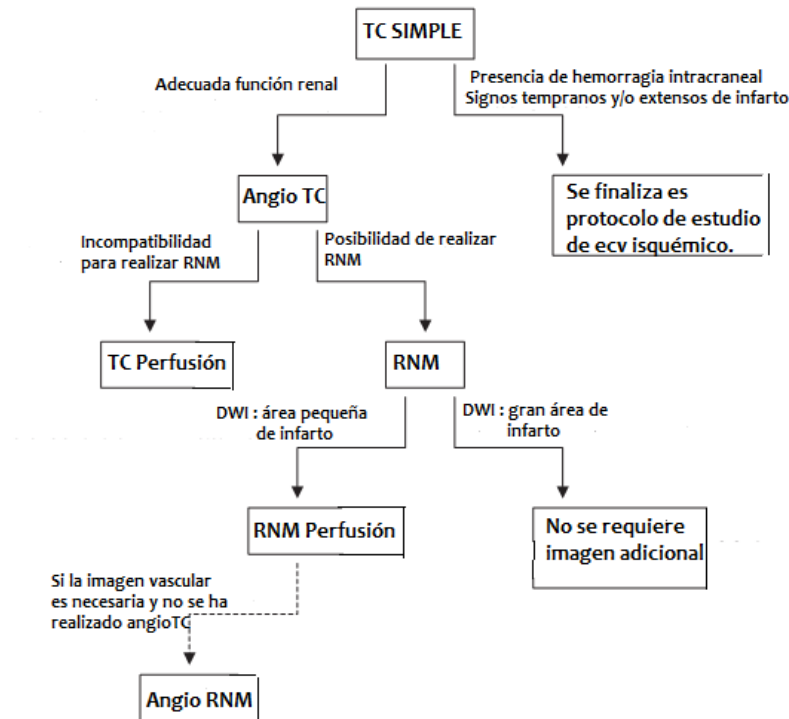 TC SIMPLE
Adecuada función renal
Presencia de hemorragia intracraneal
Signos tempranos y/o extensos de infarto
Angio TC
Se finaliza es
protocolo de estudio
de ecv isquémico.
Incompatibilidad
para realizar RNM
Posibilidad de realizar
RNM
TC Perfusión
RNM
DWI : área pequeña
de infarto
DWI : gran área de
infarto
RNM Perfusión
No se requiere
imagen adicional
Si la imagen vascular
es necesaria y no se ha
realizado angioTC
Angio RNM